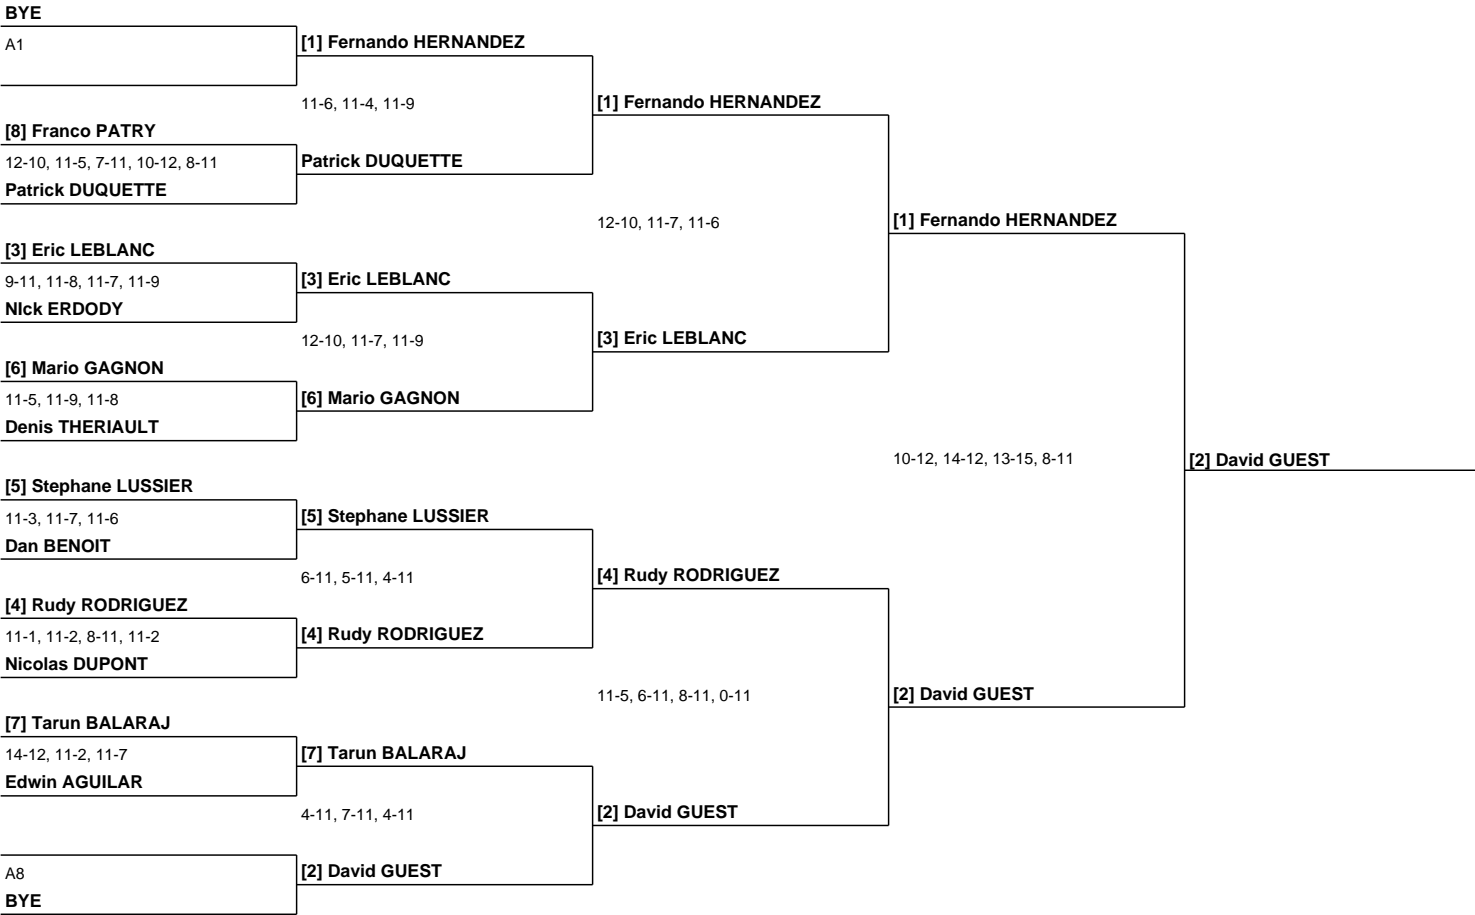 BYE
A1
[1] Fernando HERNANDEZ
11-6, 11-4, 11-9
[1] Fernando HERNANDEZ
[8] Franco PATRY
12-10, 11-5, 7-11, 10-12, 8-11
Patrick DUQUETTE
Patrick DUQUETTE
12-10, 11-7, 11-6
[1] Fernando HERNANDEZ
[3] Eric LEBLANC
9-11, 11-8, 11-7, 11-9
[3] Eric LEBLANC
NIck ERDODY
12-10, 11-7, 11-9
[3] Eric LEBLANC
[6] Mario GAGNON
11-5, 11-9, 11-8
[6] Mario GAGNON
Denis THERIAULT
10-12, 14-12, 13-15, 8-11
[2] David GUEST
[5] Stephane LUSSIER
11-3, 11-7, 11-6
[5] Stephane LUSSIER
Dan BENOIT
6-11, 5-11, 4-11
[4] Rudy RODRIGUEZ
[4] Rudy RODRIGUEZ
11-1, 11-2, 8-11, 11-2
[4] Rudy RODRIGUEZ
Nicolas DUPONT
11-5, 6-11, 8-11, 0-11
[2] David GUEST
[7] Tarun BALARAJ
14-12, 11-2, 11-7
[7] Tarun BALARAJ
Edwin AGUILAR
4-11, 7-11, 4-11
[2] David GUEST
A8
[2] David GUEST
BYE